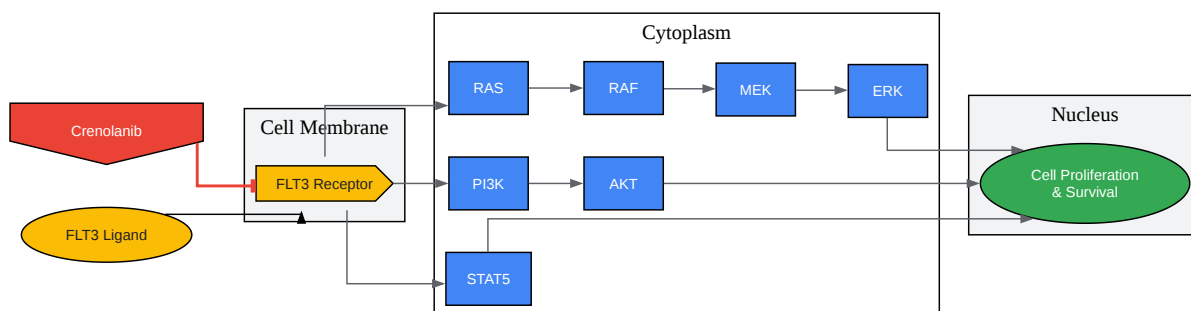 Cytoplasm
RAS
RAF
MEK
ERK
Crenolanib
Cell Membrane
Nucleus
FLT3 Receptor
PI3K
AKT
Cell Proliferation
& Survival
FLT3 Ligand
STAT5